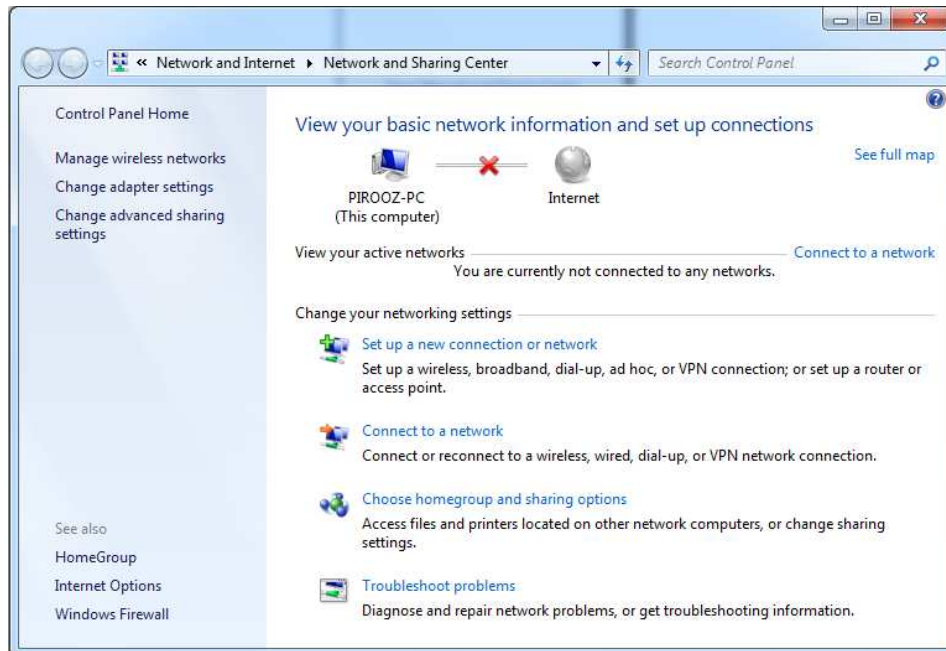 « Network and Internet ▸ Network and Sharing Center
Search Control Panel
Control Panel Home
Manage wireless networks
Change adapter settings
Change advanced sharing
settings
See also
HomeGroup
Internet Options
Windows Firewall
View your basic network information and set up connections
See full map
PIROOZ-PC
(This computer)
Internet
View your active networks
Connect to a network
You are currently not connected to any networks.
Change your networking settings
Set up a new connection or network
Set up a wireless, broadband, dial-up, ad hoc, or VPN connection; or set up a router or
access point.
Connect to a network
Connect or reconnect to a wireless, wired, dial-up, or VPN network connection.
Choose homegroup and sharing options
Access files and printers located on other network computers, or change sharing
settings.
Troubleshoot problems
Diagnose and repair network problems, or get troubleshooting information.